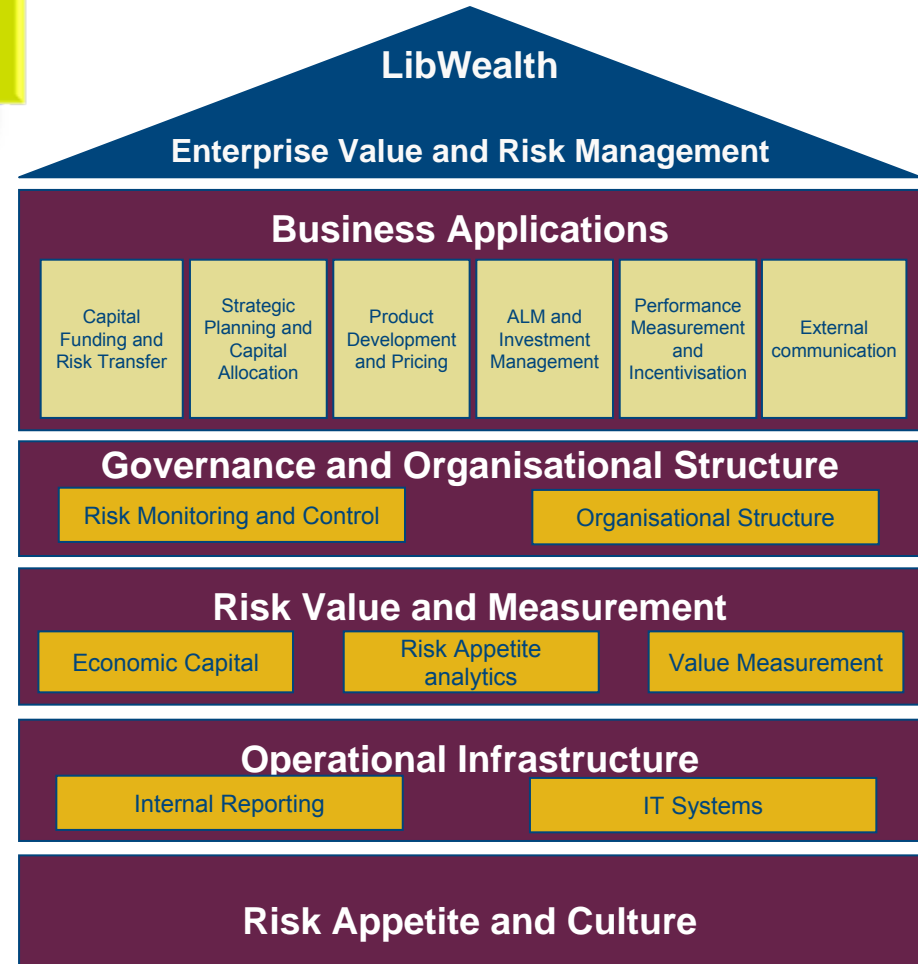 LibWealth
Enterprise Value and Risk Management
Business Applications
Capital
Funding and
Risk Transfer
Strategic
Planning and
Capital
Allocation
Product
Development
and Pricing
ALM and
Investment
Management
Performance
Measurement
and
Incentivisation
External
communication
Governance and Organisational Structure
Risk Monitoring and Control
Organisational Structure
Risk Value and Measurement
Economic Capital
Risk Appetite
analytics
Value Measurement
Operational Infrastructure
Internal Reporting
IT Systems
Risk Appetite and Culture